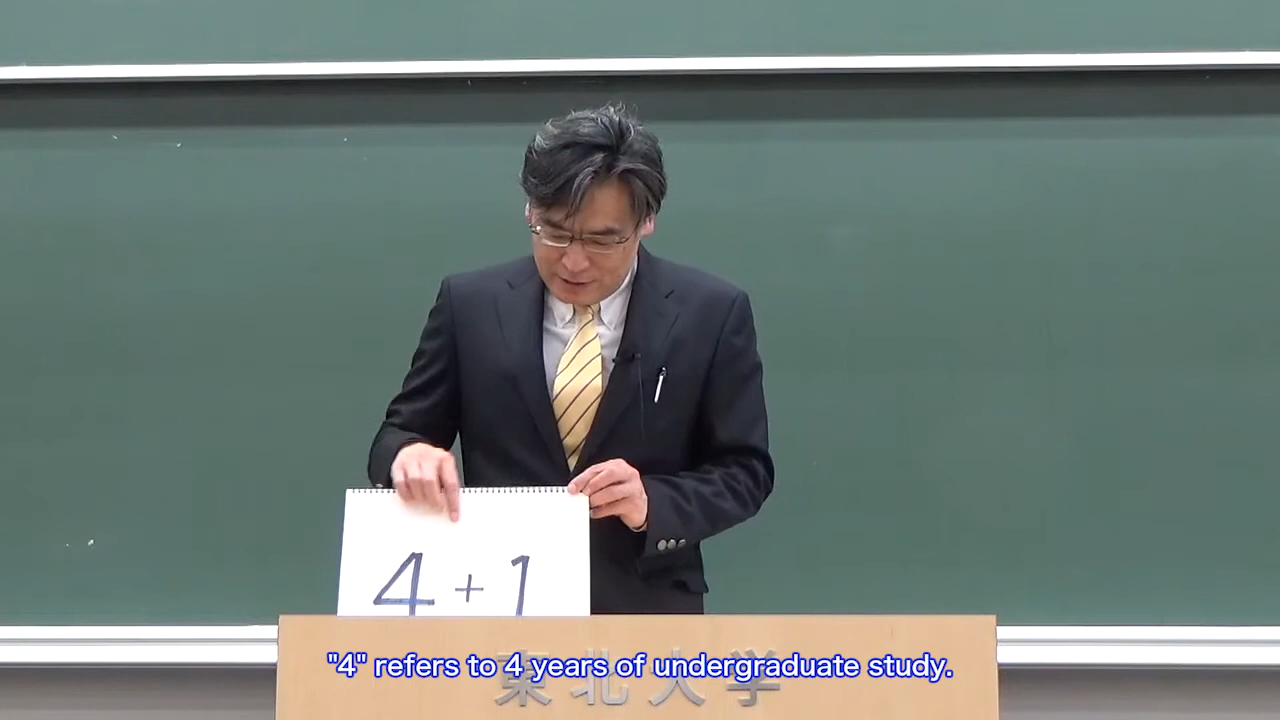 4 + 1
"4" refers to 4 years of undergraduate study.
東北大学